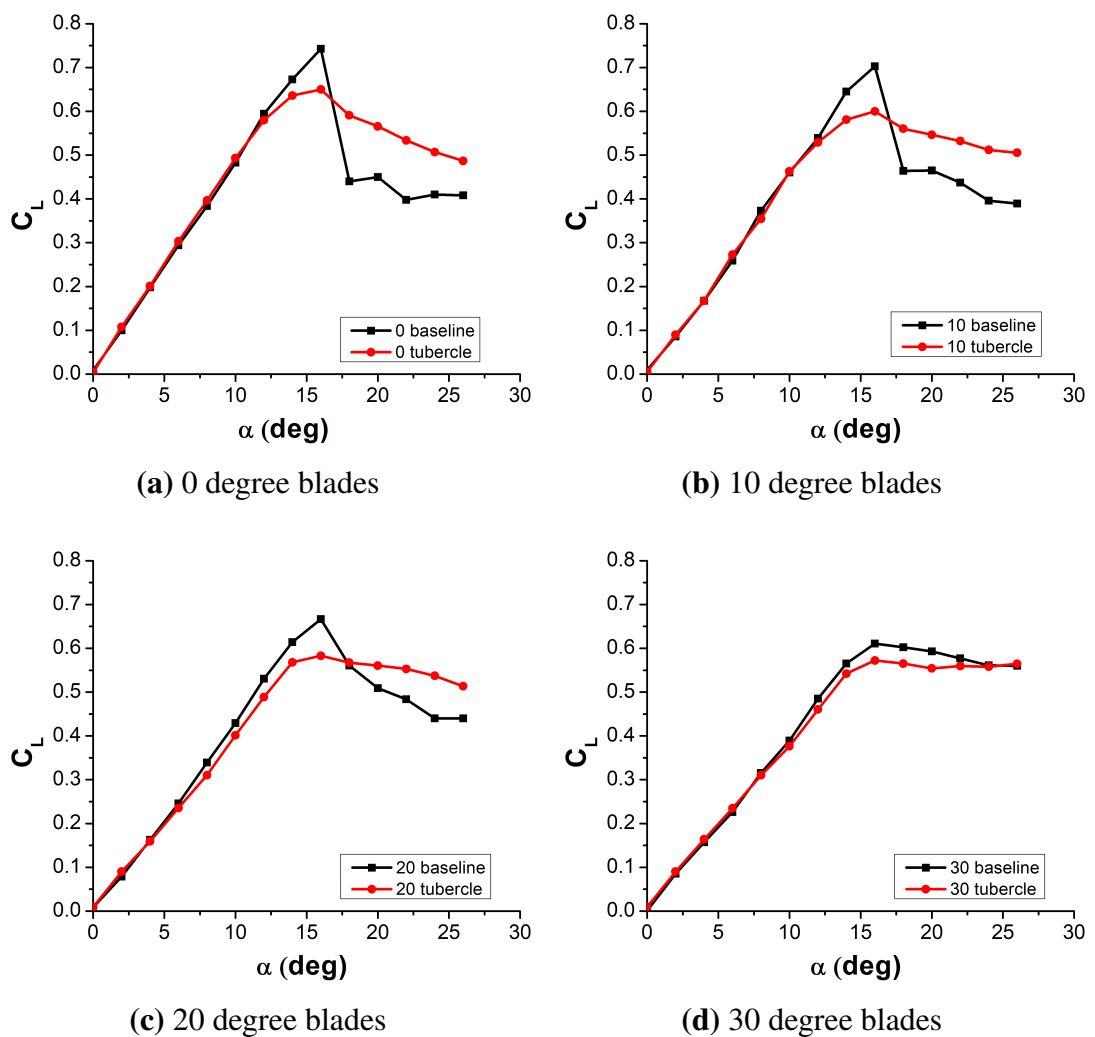 0.8
0.7
0.6
0.5
0.4
0.3
0.2
0.1
0.0
C_L
0 baseline
0 tubercle
0 5 10 15 20 25 30
α (deg)
(a) 0 degree blades
0.8
0.7
0.6
0.5
0.4
0.3
0.2
0.1
0.0
C_L
10 baseline
10 tubercle
0 5 10 15 20 25 30
α (deg)
(b) 10 degree blades
0.8
0.7
0.6
0.5
0.4
0.3
0.2
0.1
0.0
C_L
20 baseline
20 tubercle
0 5 10 15 20 25 30
α (deg)
(c) 20 degree blades
0.8
0.7
0.6
0.5
0.4
0.3
0.2
0.1
0.0
C_L
30 baseline
30 tubercle
0 5 10 15 20 25 30
α (deg)
(d) 30 degree blades